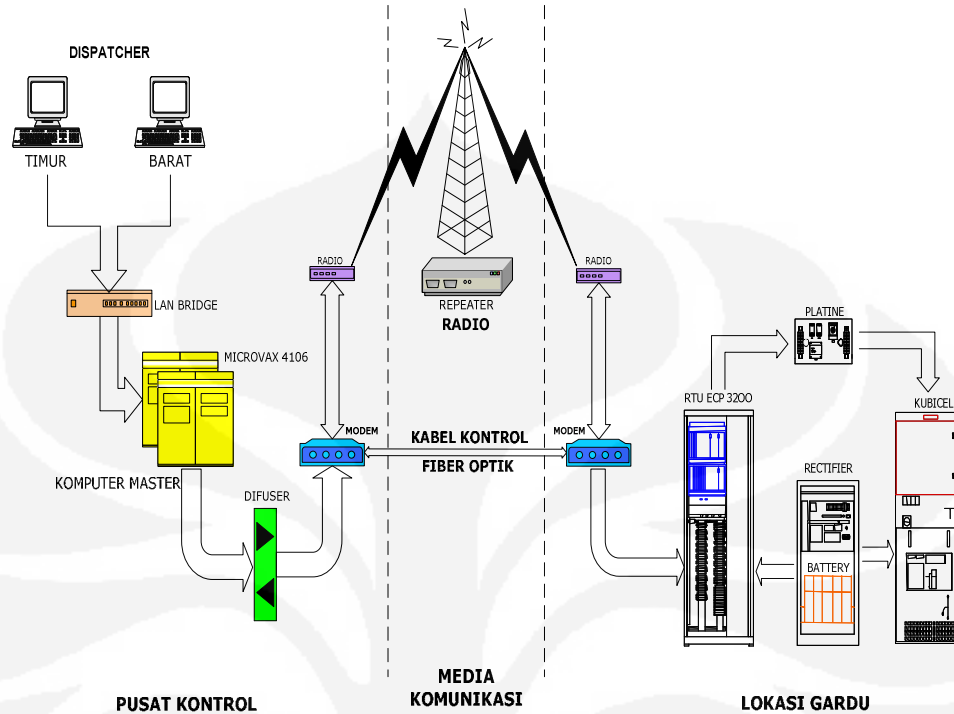 DISPATCHER
TIMUR
BARAT
LAN BRIDGE
MICROVAX 4106
KOMPUTER MASTER
DIFUSER
RADIO
MODEM
PUSAT KONTROL
REPEATER
RADIO
KABEL KONTROL
FIBER OPTIK
MEDIA
KOMUNIKASI
RADIO
MODEM
PLATINE
RTU ECP 3200
KUBICEL
RECTIFIER
BATTERY
LOKASI GARDU